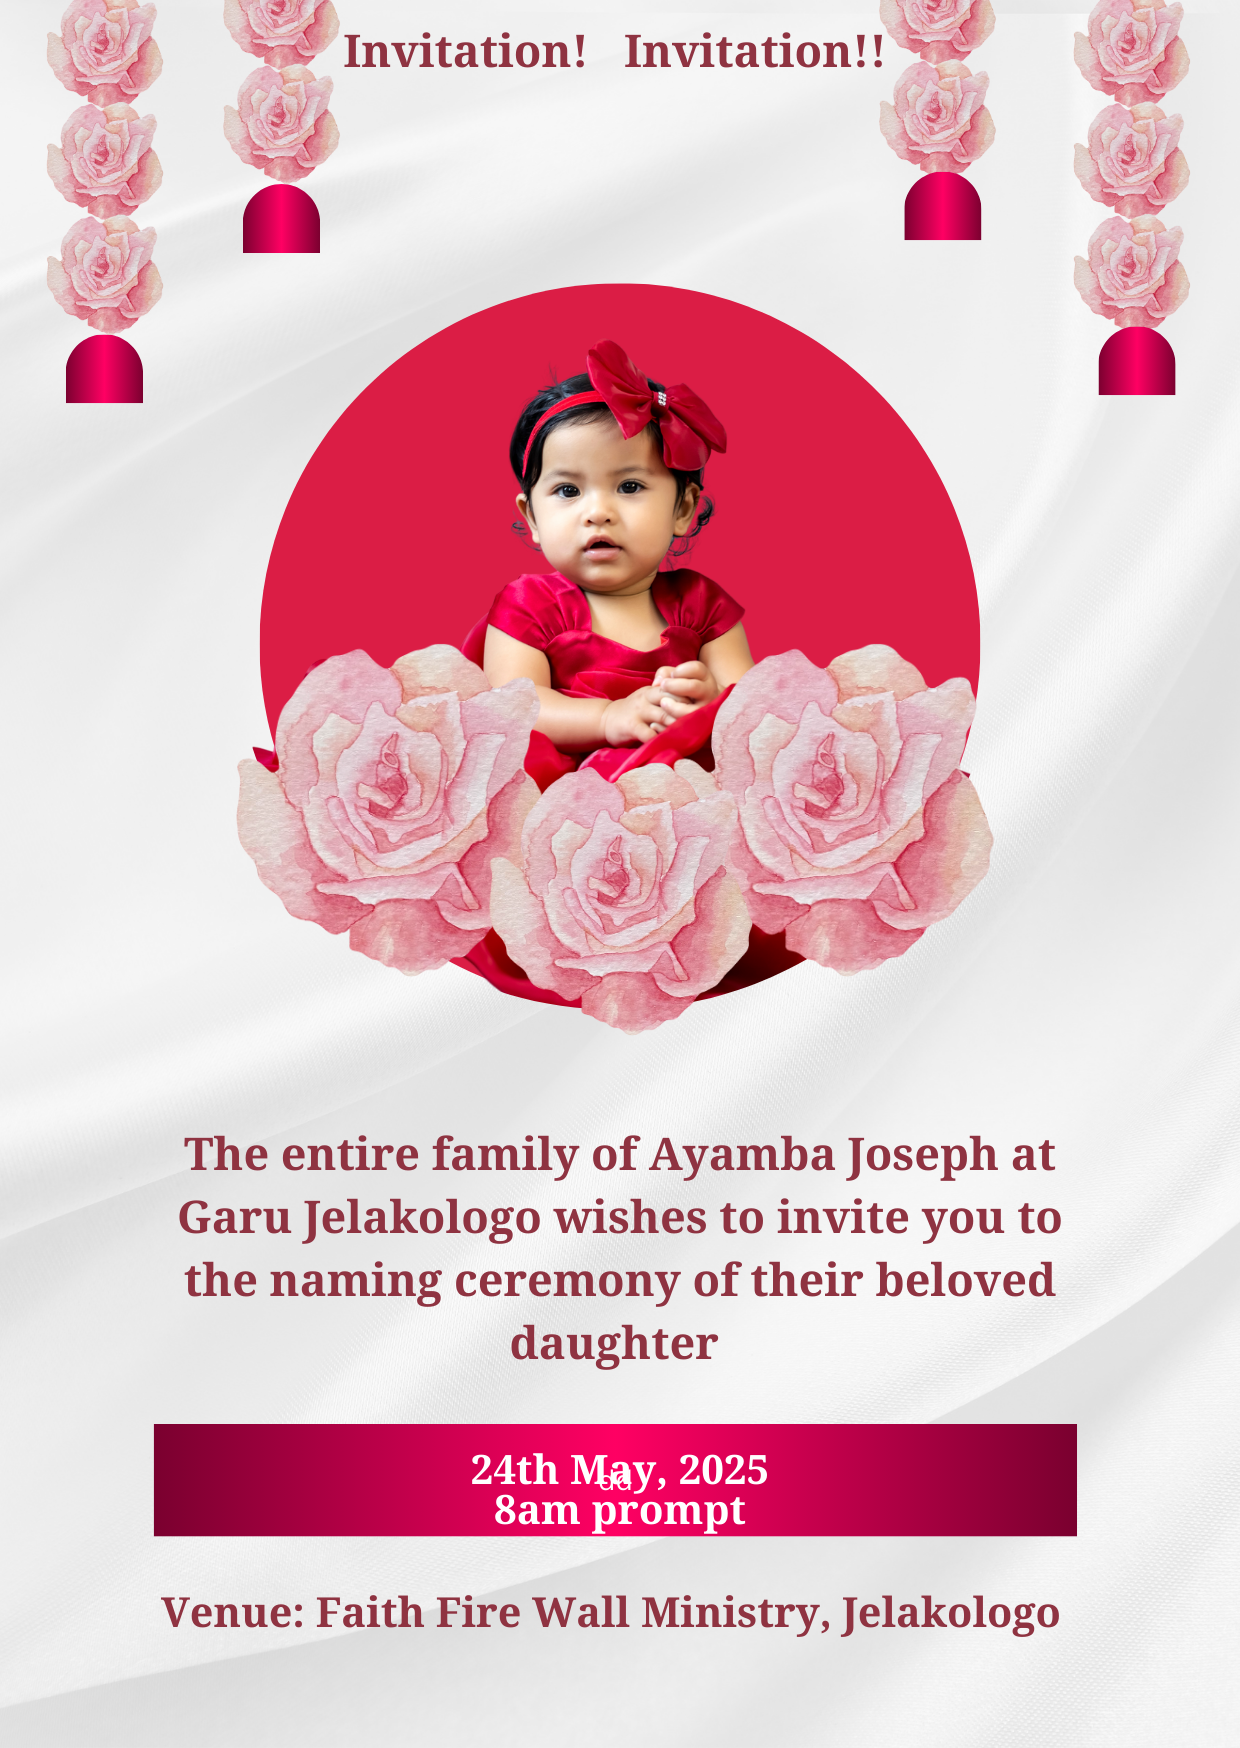 Invitation! Invitation!!
The entire family of Ayamba Joseph at
Garu Jelakologo wishes to invite you to
the naming ceremony of their beloved
daughter
24th May, 2025
8am prompt
Venue: Faith Fire Wall Ministry, Jelakologo